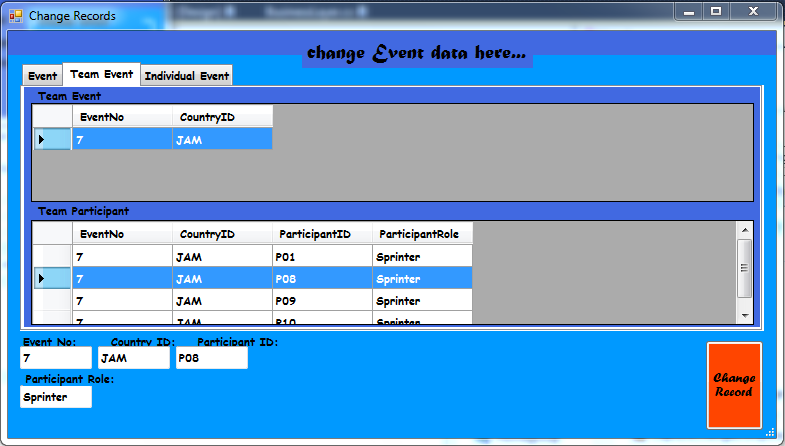 Change Records
change Event data here...
Event Team Event Individual Event
Team Event
EventNo CountryID
7 JAM
Team Participant
EventNo CountryID ParticipantID ParticipantRole
7 JAM P01 Sprinter
7 JAM P08 Sprinter
7 JAM P09 Sprinter
7 JAM P10 Sprinter
Event No: Country ID: Participant ID:
7 JAM P08
Participant Role:
Sprinter
Change
Record